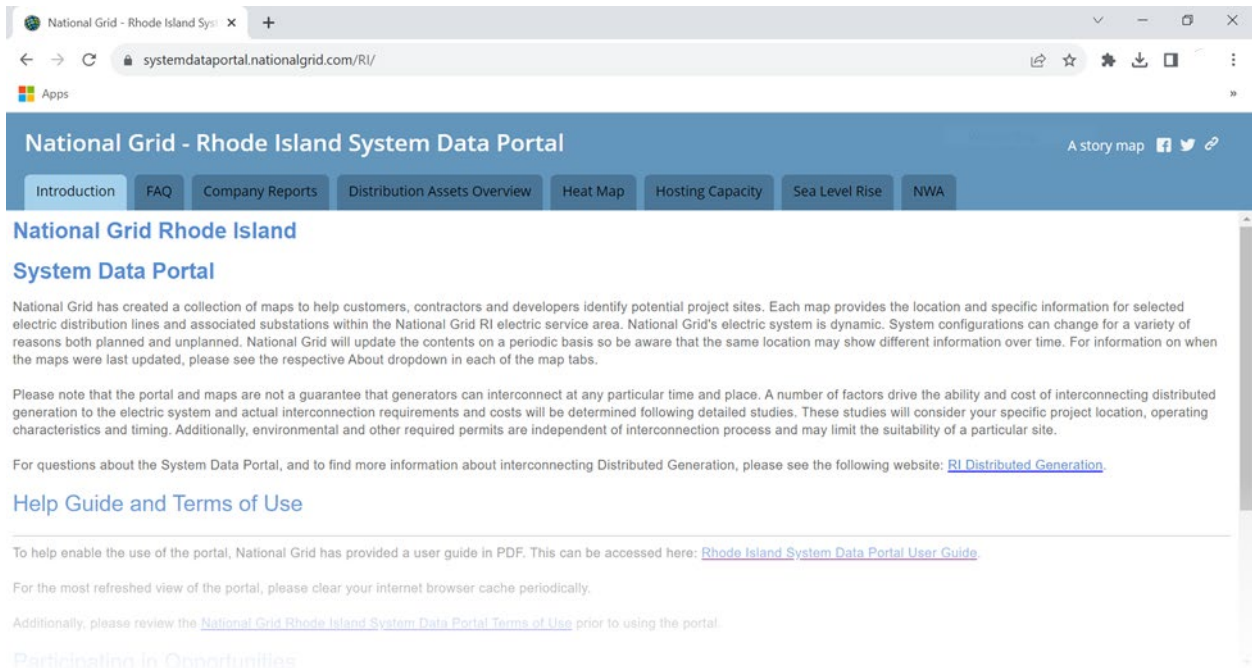 National Grid - Rhode Island Sys
systemdataportal.nationalgrid.com/RI/
Apps
»
National Grid - Rhode Island System Data Portal
A story map
Introduction FAQ Company Reports Distribution Assets Overview Heat Map Hosting Capacity Sea Level Rise NWA
National Grid Rhode Island
System Data Portal
National Grid has created a collection of maps to help customers, contractors and developers identify potential project sites. Each map provides the location and specific information for selected
electric distribution lines and associated substations within the National Grid RI electric service area. National Grid's electric system is dynamic. System configurations can change for a variety of
reasons both planned and unplanned. National Grid will update the contents on a periodic basis so be aware that the same location may show different information over time. For information on when
the maps were last updated, please see the respective About dropdown in each of the map tabs.
Please note that the portal and maps are not a guarantee that generators can interconnect at any particular time and place. A number of factors drive the ability and cost of interconnecting distributed
generation to the electric system and actual interconnection requirements and costs will be determined following detailed studies. These studies will consider your specific project location, operating
characteristics and timing. Additionally, environmental and other required permits are independent of interconnection process and may limit the suitability of a particular site.
For questions about the System Data Portal, and to find more information about interconnecting Distributed Generation, please see the following website: RI Distributed Generation.
Help Guide and Terms of Use
To help enable the use of the portal, National Grid has provided a user guide in PDF. This can be accessed here: Rhode Island System Data Portal User Guide.
For the most refreshed view of the portal, please clear your internet browser cache periodically.
Additionally, please review the National Grid Rhode Island System Data Portal Terms of Use prior to using the portal.
Participating in Opportunities